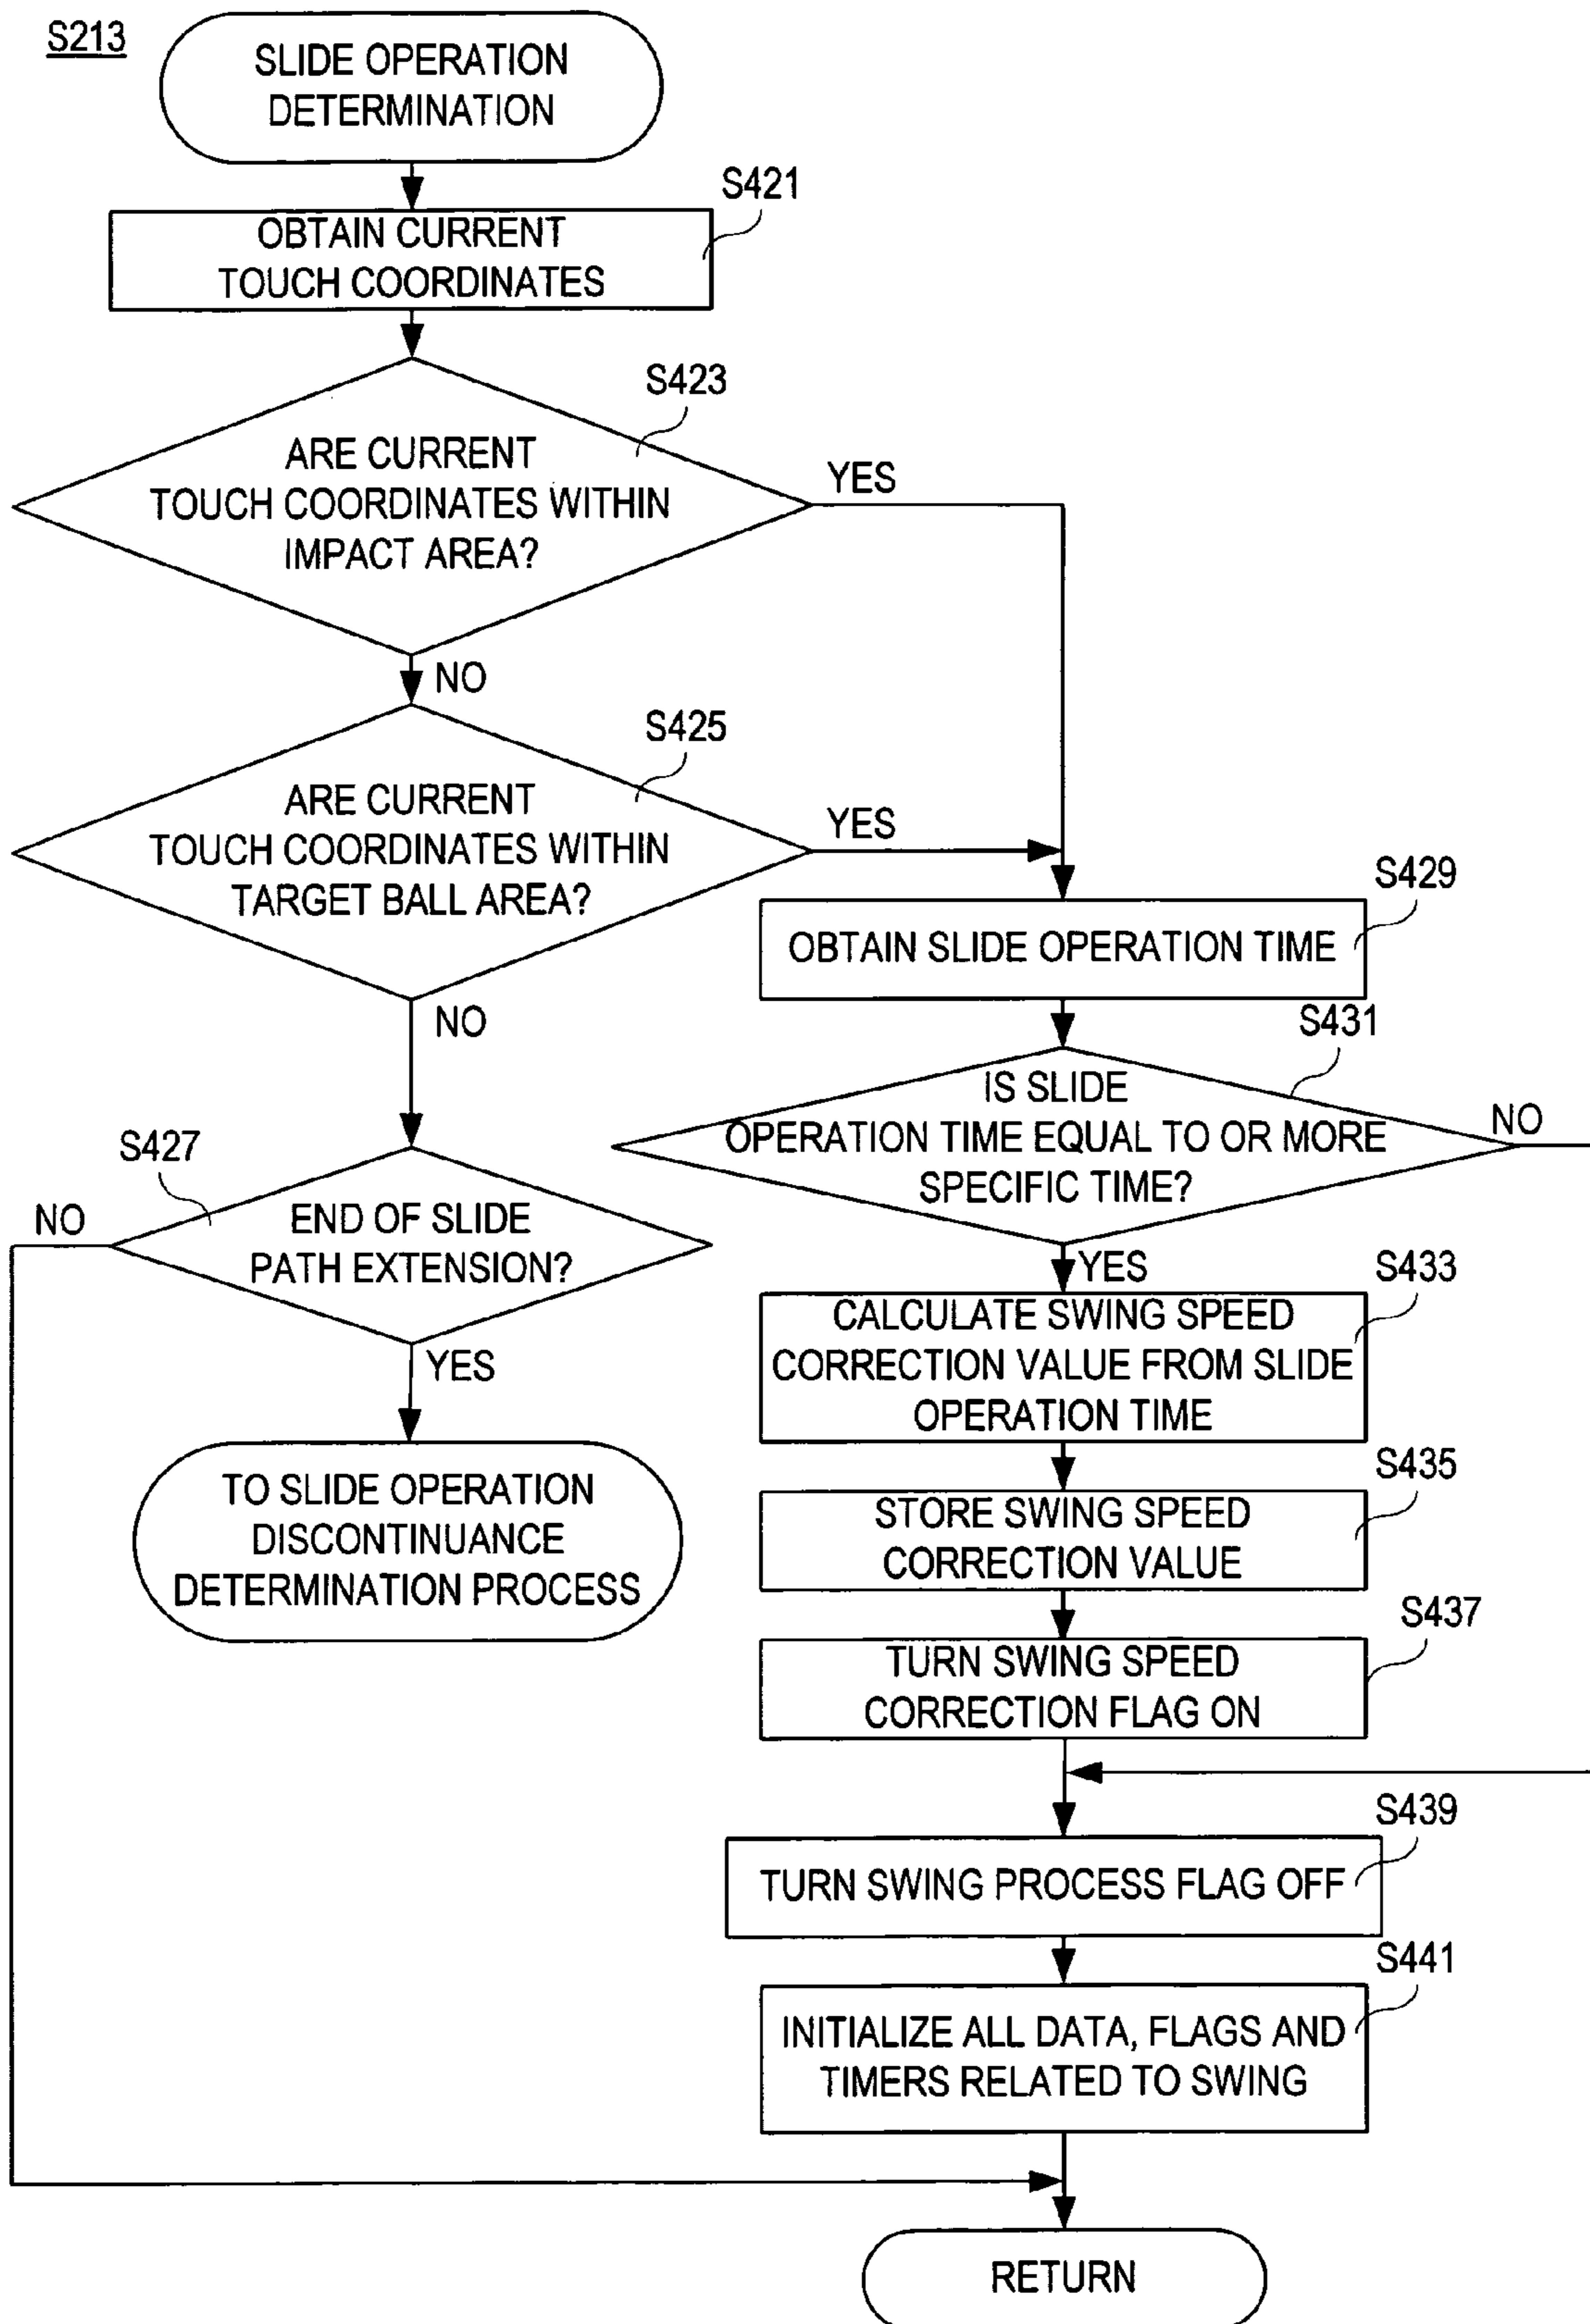 S213
SLIDE OPERATION
DETERMINATION
S421
OBTAIN CURRENT
TOUCH COORDINATES
S423
ARE CURRENT
TOUCH COORDINATES WITHIN
IMPACT AREA?
YES
NO
S425
ARE CURRENT
TOUCH COORDINATES WITHIN
TARGET BALL AREA?
YES
NO
S427
END OF SLIDE
PATH EXTENSION?
NO
YES
TO SLIDE OPERATION
DISCONTINUANCE
DETERMINATION PROCESS
S429
OBTAIN SLIDE OPERATION TIME
S431
IS SLIDE
OPERATION TIME EQUAL TO OR MORE
SPECIFIC TIME?
NO
YES
S433
CALCULATE SWING SPEED
CORRECTION VALUE FROM SLIDE
OPERATION TIME
S435
STORE SWING SPEED
CORRECTION VALUE
S437
TURN SWING SPEED
CORRECTION FLAG ON
S439
TURN SWING PROCESS FLAG OFF
S441
INITIALIZE ALL DATA, FLAGS AND
TIMERS RELATED TO SWING
RETURN